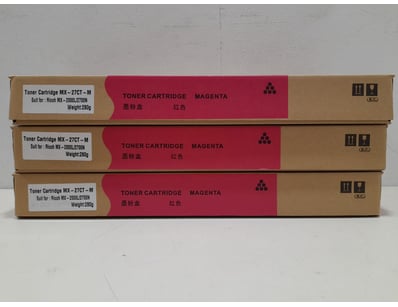 Toner Cartridge MX-27CT-M
Suit for: Ricoh MX-2000L/2700N
Weight:260g
TONER CARTRIDGE MAGENTA
墨粉盒 红色
Toner Cartridge MX-27CT-M
Suit for: Ricoh MX-2000L/2700N
Weight:260g
TONER CARTRIDGE MAGENTA
墨粉盒 红色
Toner Cartridge MX-27CT-M
Suit for: Ricoh MX-2000L/2700N
Weight:260g
TONER CARTRIDGE MAGENTA
墨粉盒 红色